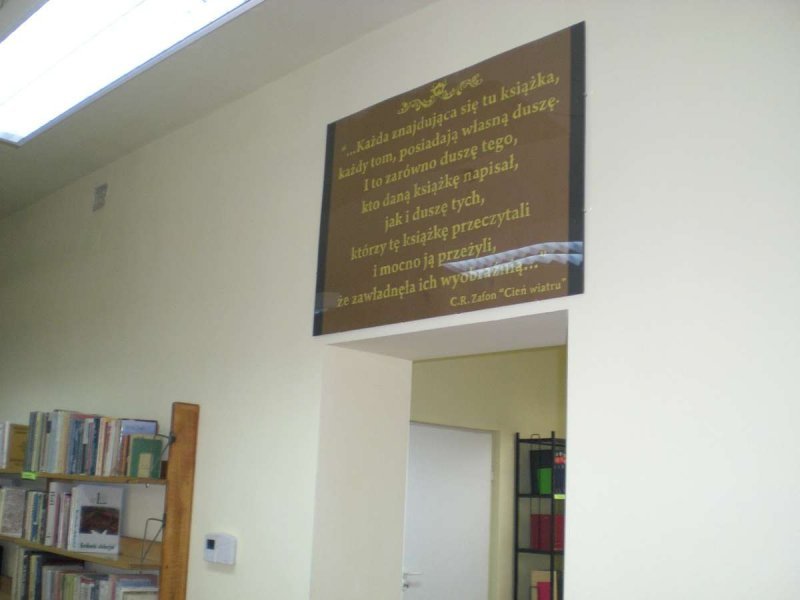 "...Każda znajdująca się tu książka,
każdy tom, posiadają własną duszę.
I to zarówno duszę tego,
kto daną książkę napisał,
jak i duszę tych,
którzy tę książkę przeczytali
i mocno ją przeżyli,
że zawładnęła ich wyobraźnią..."
C.R. Zafon "Cień wiatru"